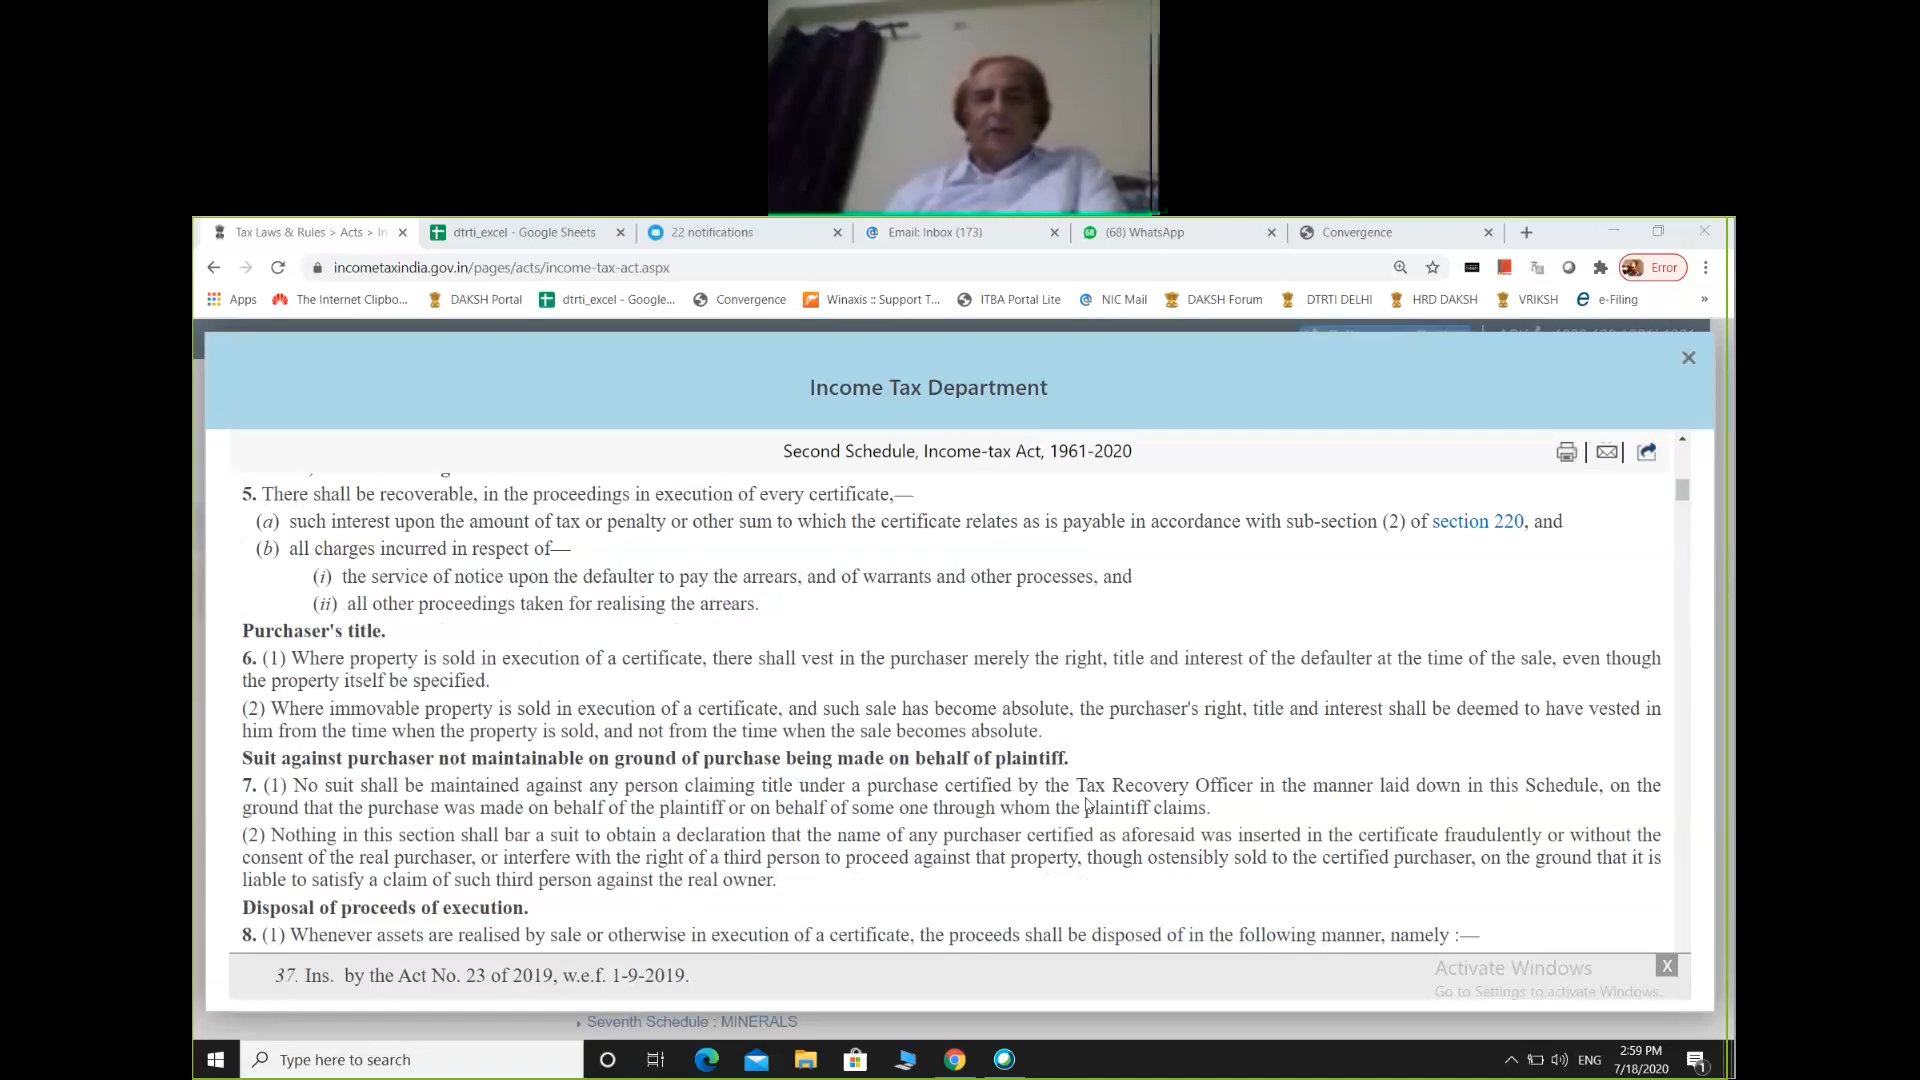 Tax Laws & Rules > Acts > In
dtrti_excel - Google Sheets
22 notifications
Email: Inbox (173)
(68) WhatsApp
Convergence
incometaxindia.gov.in/pages/acts/income-tax-act.aspx
Error
Apps
The Internet Clipbo...
DAKSH Portal
dtrti_excel - Google...
Convergence
Winaxis :: Support T...
ITBA Portal Lite
NIC Mail
DAKSH Forum
DTRTI DELHI
HRD DAKSH
VRIKSH
e-Filing
Income Tax Department
Second Schedule, Income-tax Act, 1961-2020
5. There shall be recoverable, in the proceedings in execution of every certificate,—
(a) such interest upon the amount of tax or penalty or other sum to which the certificate relates as is payable in accordance with sub-section (2) of section 220, and
(b) all charges incurred in respect of—
(i) the service of notice upon the defaulter to pay the arrears, and of warrants and other processes, and
(ii) all other proceedings taken for realising the arrears.
Purchaser's title.
6. (1) Where property is sold in execution of a certificate, there shall vest in the purchaser merely the right, title and interest of the defaulter at the time of the sale, even though
the property itself be specified.
(2) Where immovable property is sold in execution of a certificate, and such sale has become absolute, the purchaser's right, title and interest shall be deemed to have vested in
him from the time when the property is sold, and not from the time when the sale becomes absolute.
Suit against purchaser not maintainable on ground of purchase being made on behalf of plaintiff.
7. (1) No suit shall be maintained against any person claiming title under a purchase certified by the Tax Recovery Officer in the manner laid down in this Schedule, on the
ground that the purchase was made on behalf of the plaintiff or on behalf of some one through whom the plaintiff claims.
(2) Nothing in this section shall bar a suit to obtain a declaration that the name of any purchaser certified as aforesaid was inserted in the certificate fraudulently or without the
consent of the real purchaser, or interfere with the right of a third person to proceed against that property, though ostensibly sold to the certified purchaser, on the ground that it is
liable to satisfy a claim of such third person against the real owner.
Disposal of proceeds of execution.
8. (1) Whenever assets are realised by sale or otherwise in execution of a certificate, the proceeds shall be disposed of in the following manner, namely :—
37. Ins. by the Act No. 23 of 2019, w.e.f. 1-9-2019.
X
Activate Windows
Go to Settings to activate Windows.
Seventh Schedule : MINERALS
Type here to search
ENG
2:59 PM
7/18/2020
1